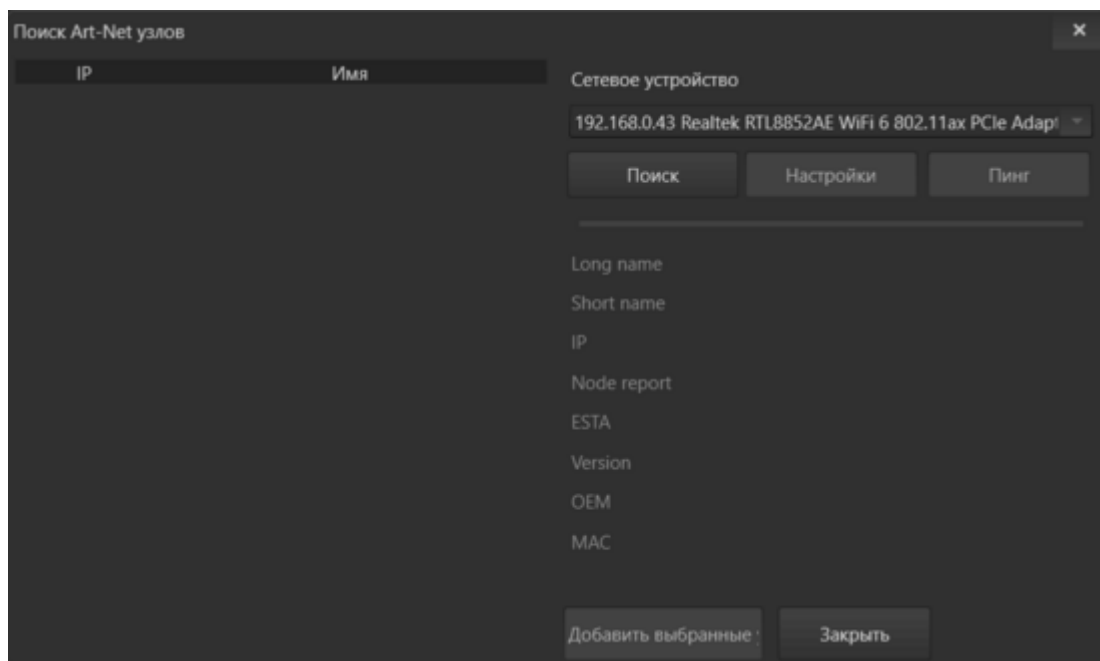 Поиск Art-Net узлов
IP Имя
Сетевое устройство
192.168.0.43 Realtek RTL8852AE WiFi 6 802.11ax PCIe Adap
Поиск Настройки Пинг
Long name
Short name
IP
Node report
ESTA
Version
OEM
MAC
Добавить выбранные Закрыть